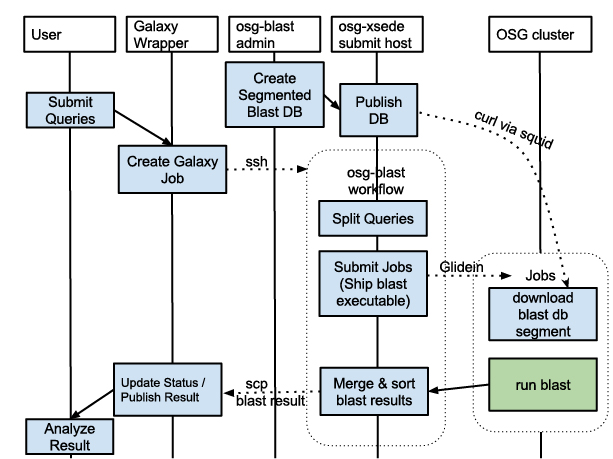 User
Galaxy
Wrapper
osg-blast
admin
osg-xsede
submit host
OSG cluster
Create
Segmented
Blast DB
Submit
Queries
Publish
DB
curl via squid
Create Galaxy
Job
ssh
osg-blast
workflow
Split Queries
Submit Jobs
(Ship blast
executable)
Glidein
Jobs
download
blast db
segment
Update Status /
Publish Result
scp
blast result
Merge & sort
blast results
run blast
Analyze
Result